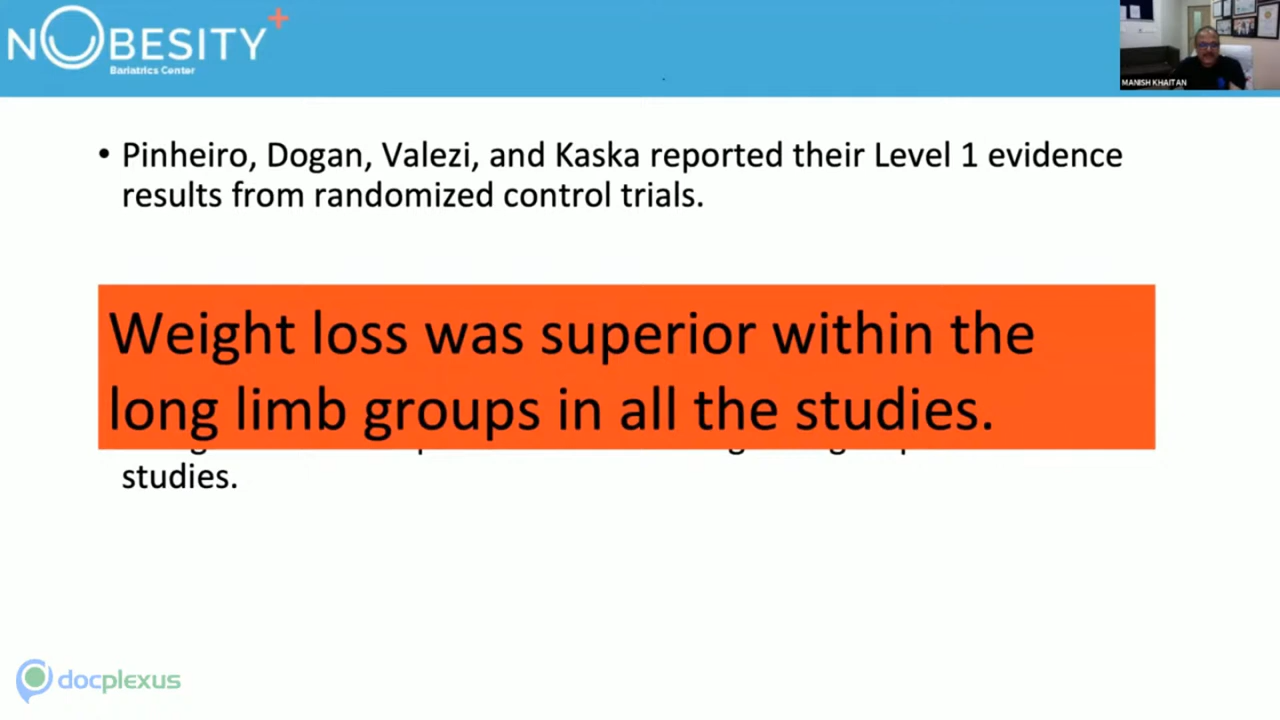 NOBESITY+
Bariatrics Center
MANISH KHAITAN
• Pinheiro, Dogan, Valezi, and Kaska reported their Level 1 evidence
results from randomized control trials.
Weight loss was superior within the
long limb groups in all the studies.
studies.
docplexus